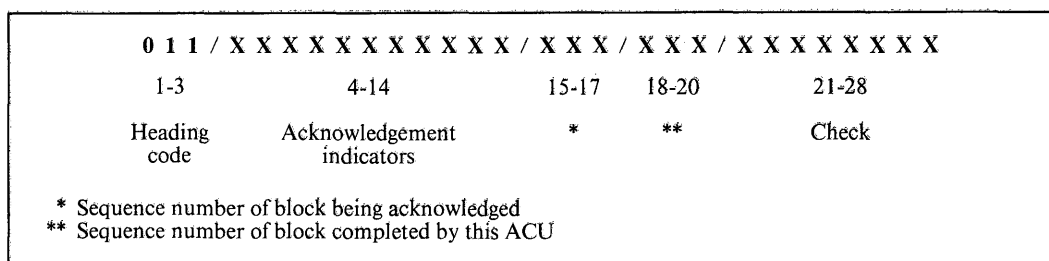 0 1 1 / X X X X X X X X X X X / X X X / X X X / X X X X X X X X
1-3 4-14 15-17 18-20 21-28
Heading Acknowledgement * ** Check
code indicators
* Sequence number of block being acknowledged
** Sequence number of block completed by this ACU